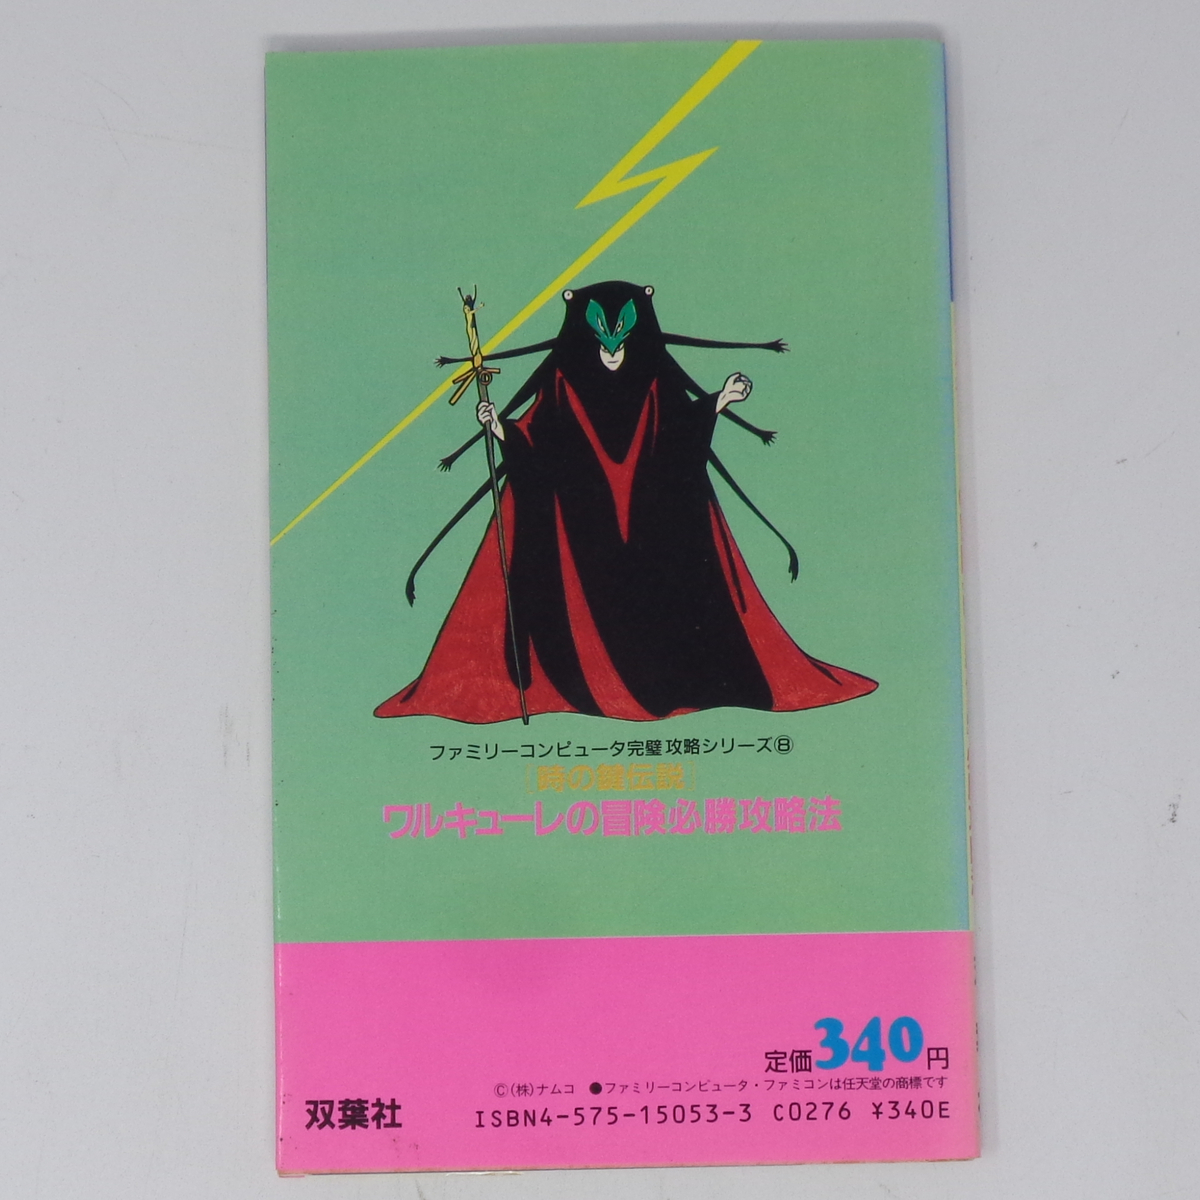 ファミリーコンピュータ完璧攻略シリーズ⑧
[時の鍵伝説]
ワルキューレの冒険必勝攻略法
定価340円
©(株)ナムコ ●ファミリーコンピュータ・ファミコンは任天堂の商標です
双葉社
ISBN4-575-15053-3 C0276 ¥340E